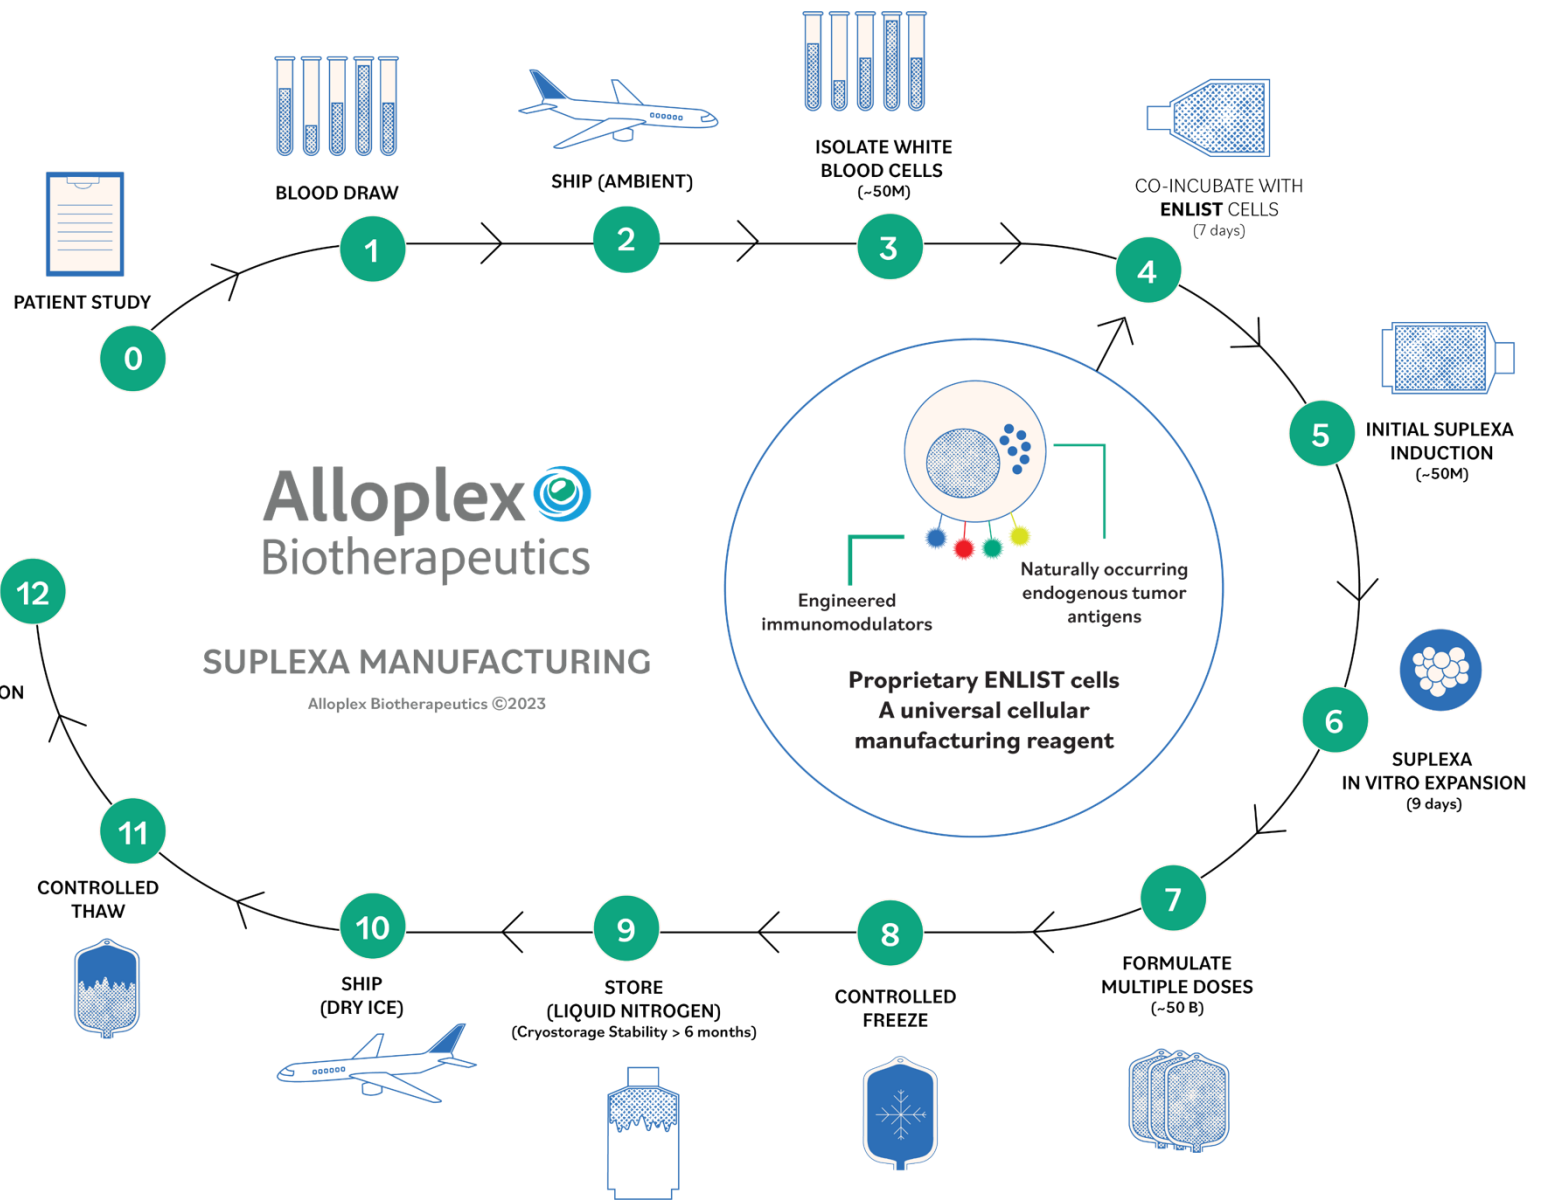 PATIENT STUDY
0
BLOOD DRAW
1
SHIP (AMBIENT)
2
ISOLATE WHITE
BLOOD CELLS
(~50M)
3
CO-INCUBATE WITH
ENLIST CELLS
(7 days)
4
5
INITIAL SUPLEXA
INDUCTION
(~50M)
Engineered
immunomodulators
Naturally occurring
endogenous tumor
antigens
Proprietary ENLIST cells
A universal cellular
manufacturing reagent
Alloplex
Biotherapeutics
SUPLEXA MANUFACTURING
Alloplex Biotherapeutics ©2023
6
SUPLEXA
IN VITRO EXPANSION
(9 days)
7
FORMULATE
MULTIPLE DOSES
(~50 B)
8
CONTROLLED
FREEZE
9
STORE
(LIQUID NITROGEN)
(Cryostorage Stability > 6 months)
10
SHIP
(DRY ICE)
11
CONTROLLED
THAW
12
ON